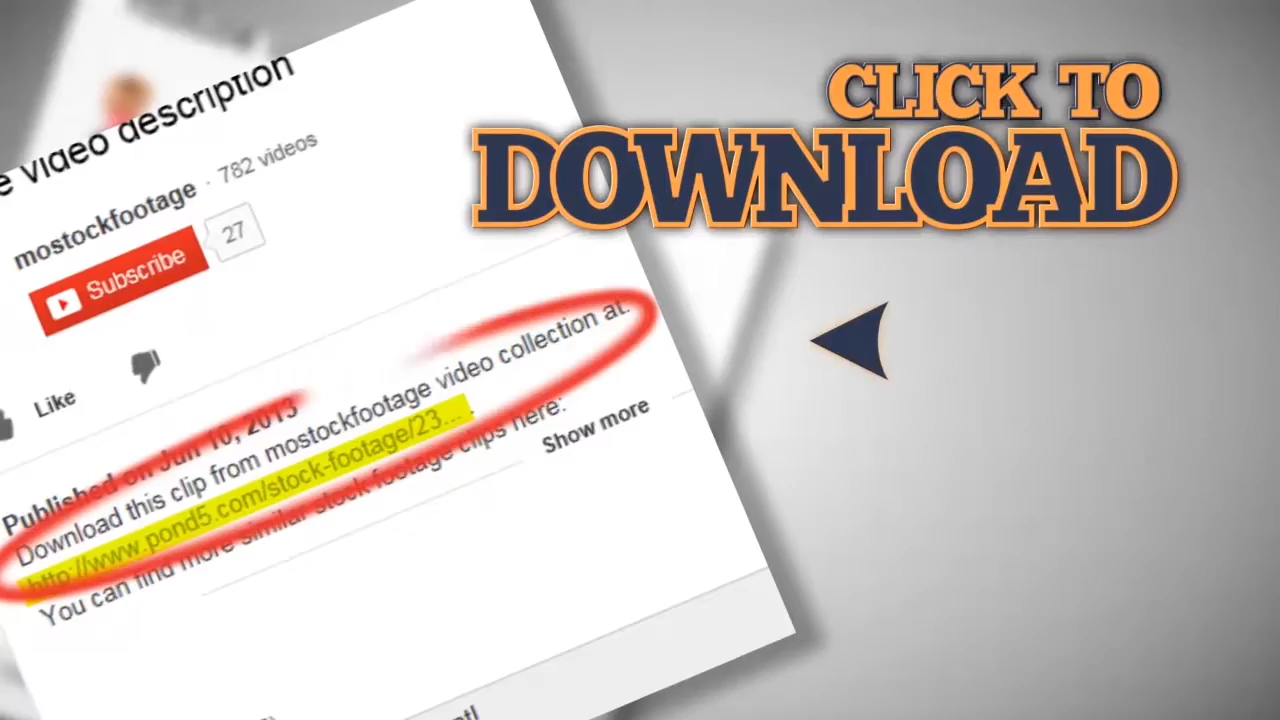 CLICK TO
DOWNLOAD
e video description
mostockfootage · 782 videos
Subscribe 27
Like
Published on Jun 10, 2013
Download this clip from mostockfootage video collection at:
http://www.pond5.com/stock-footage/23...
You can find more similar stock footage clips here:
Show more